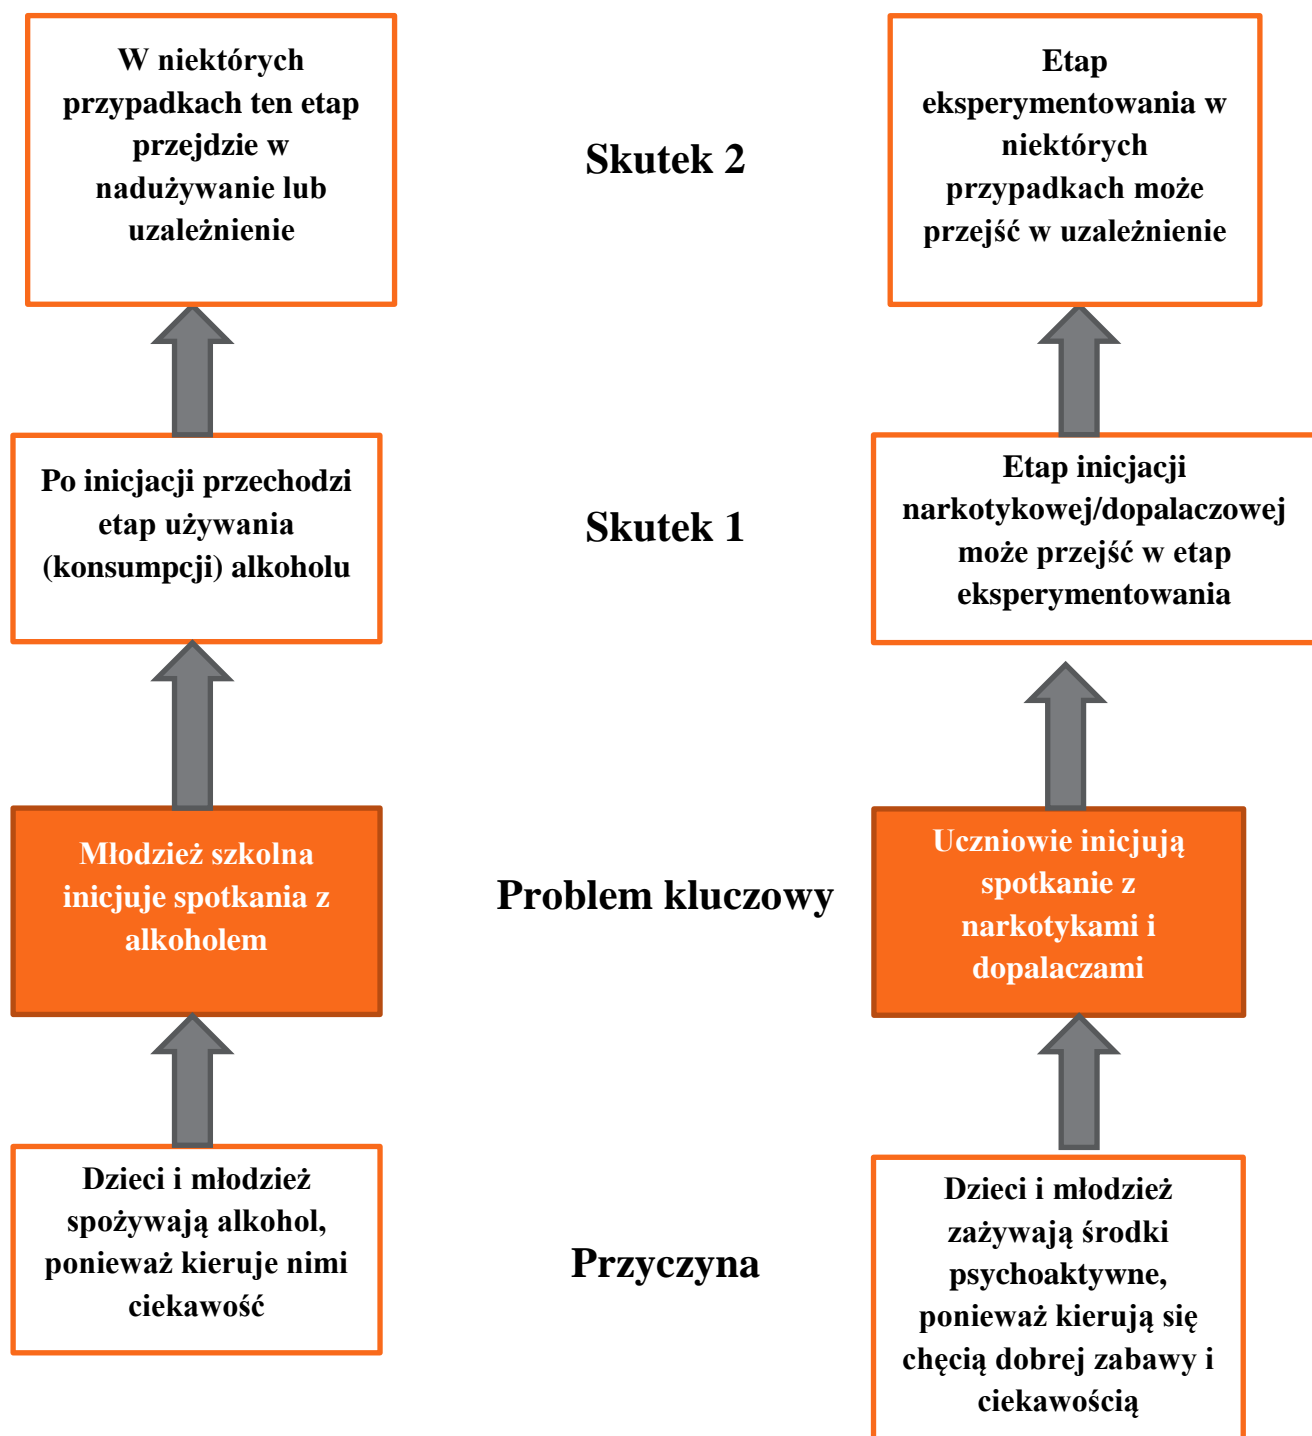 W niektórych
przypadkach ten etap
przejdzie w
nadużywanie lub
uzależnienie
Skutek 2
Etap
eksperymentowania w
niektórych
przypadkach może
przejść w uzależnienie
Po inicjacji przechodzi
etap używania
(konsumpcji) alkoholu
Skutek 1
Etap inicjacji
narkotykowej/dopalaczowej
może przejść w etap
eksperymentowania
Młodzież szkolna
inicjuje spotkania z
alkoholem
Problem kluczowy
Uczniowie inicjują
spotkanie z
narkotykami i
dopalaczami
Dzieci i młodzież
spożywają alkohol,
ponieważ kieruje nimi
ciekawość
Przyczyna
Dzieci i młodzież
zażywają środki
psychoaktywne,
ponieważ kierują się
chęcią dobrej zabawy i
ciekawością